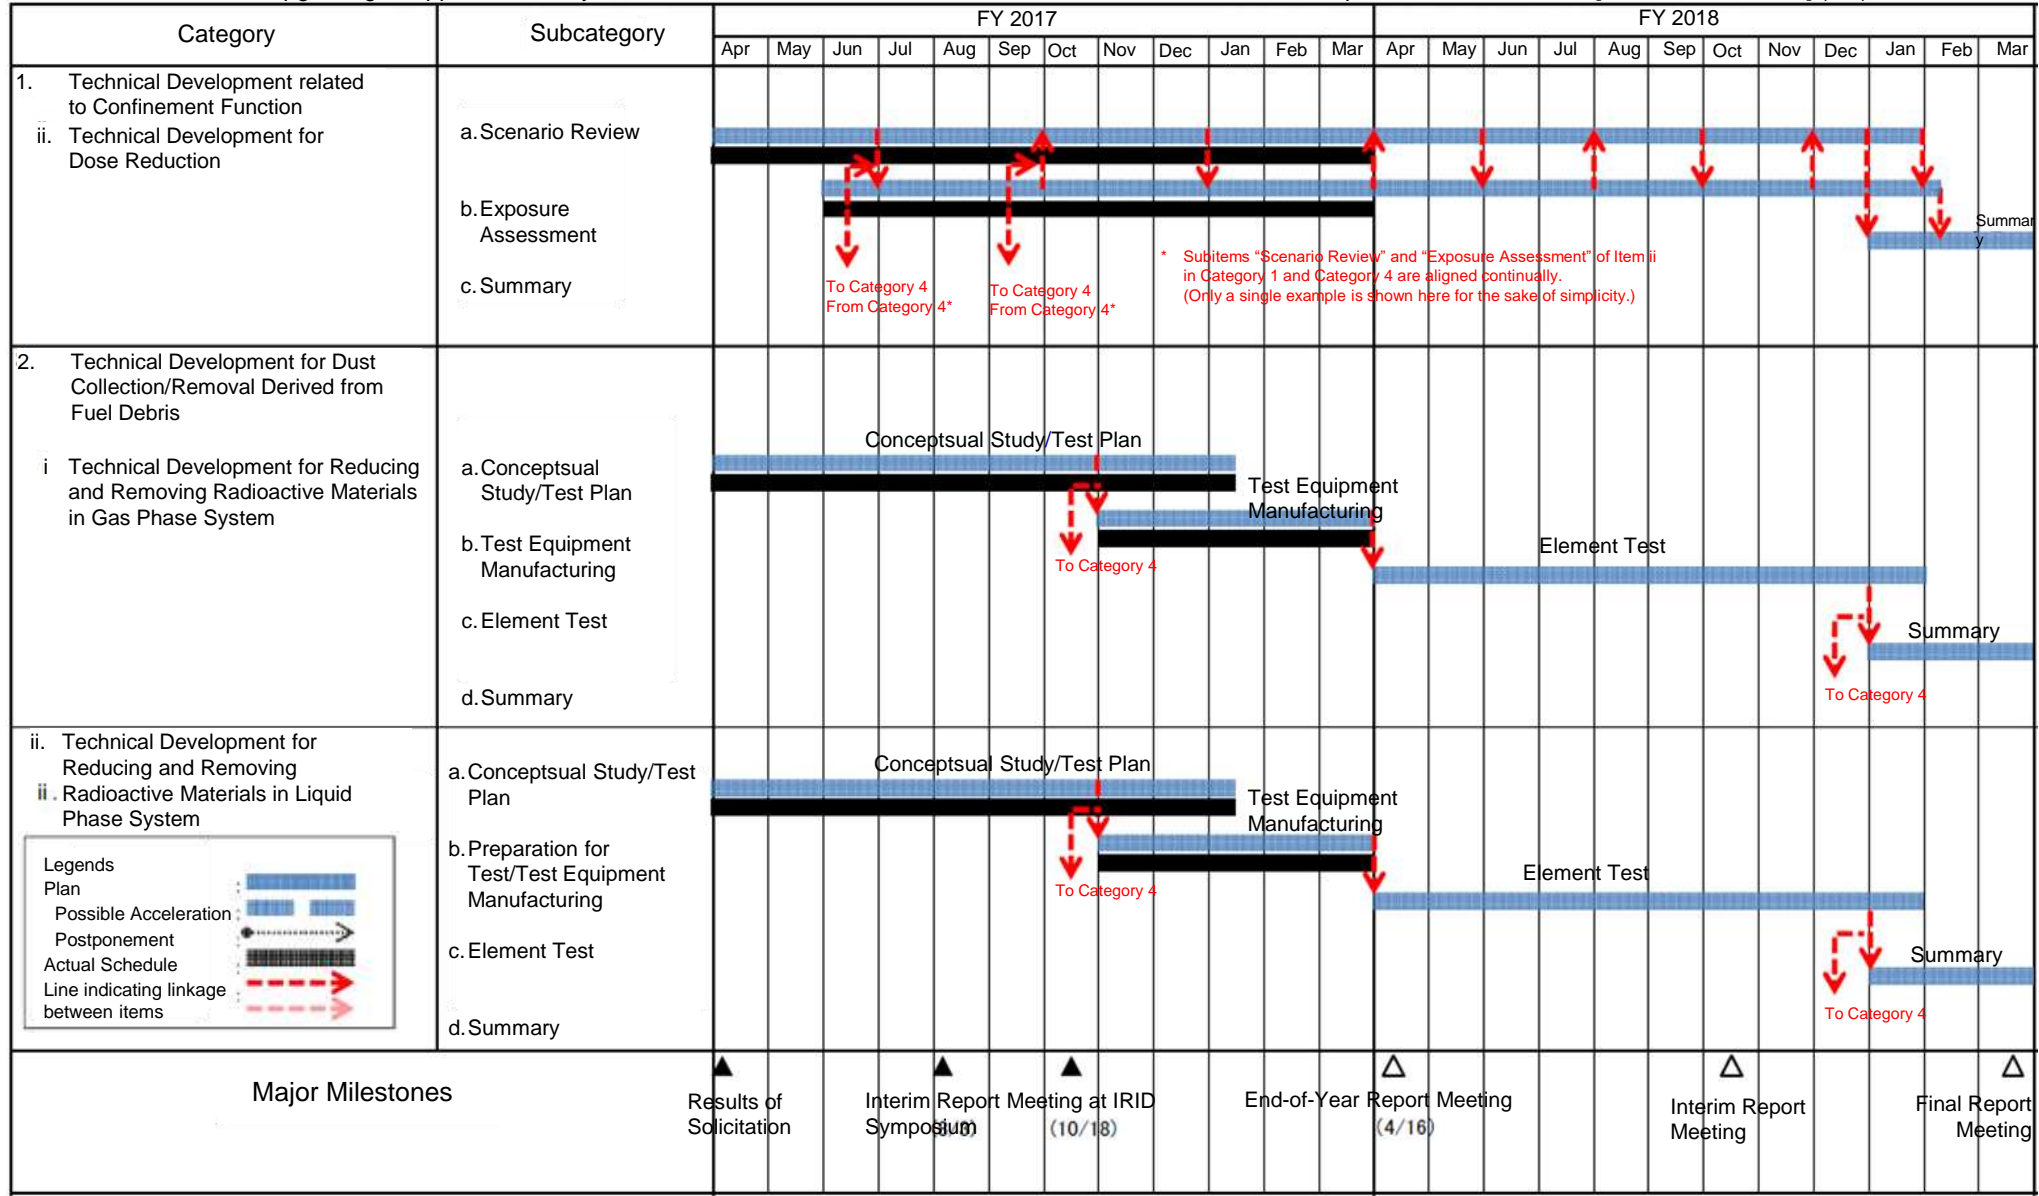 Category
Subcategory
FY 2017
FY 2018
Apr May Jun Jul Aug Sep Oct Nov Dec Jan Feb Mar Apr May Jun Jul Aug Sep Oct Nov Dec Jan Feb Mar
1. Technical Development related
to Confinement Function
ii. Technical Development for
Dose Reduction
a. Scenario Review
b. Exposure
Assessment
c. Summary
Summar
y
To Category 4
From Category 4*
To Category 4
From Category 4*
* Subitems “Scenario Review” and “Exposure Assessment” of Item ii
in Category 1 and Category 4 are aligned continually.
(Only a single example is shown here for the sake of simplicity.)
2. Technical Development for Dust
Collection/Removal Derived from
Fuel Debris
i Technical Development for Reducing
and Removing Radioactive Materials
in Gas Phase System
a. Conceptsual
Study/Test Plan
b. Test Equipment
Manufacturing
c. Element Test
d. Summary
Conceptsual Study/Test Plan
Test Equipment
Manufacturing
To Category 4
Element Test
Summary
To Category 4
ii. Technical Development for
Reducing and Removing
ii. Radioactive Materials in Liquid
Phase System
a. Conceptsual Study/Test
Plan
b. Preparation for
Test/Test Equipment
Manufacturing
c. Element Test
d. Summary
Conceptsual Study/Test Plan
Test Equipment
Manufacturing
To Category 4
Element Test
Summary
To Category 4
Legends
Plan :
Possible Acceleration :
Postponement :
Actual Schedule :
Line indicating linkage :
between items
Major Milestones
Results of
Solicitation
Interim Report Meeting at IRID
Symposium
(10/18)
End-of-Year Report Meeting
(4/16)
Interim Report
Meeting
Final Report
Meeting